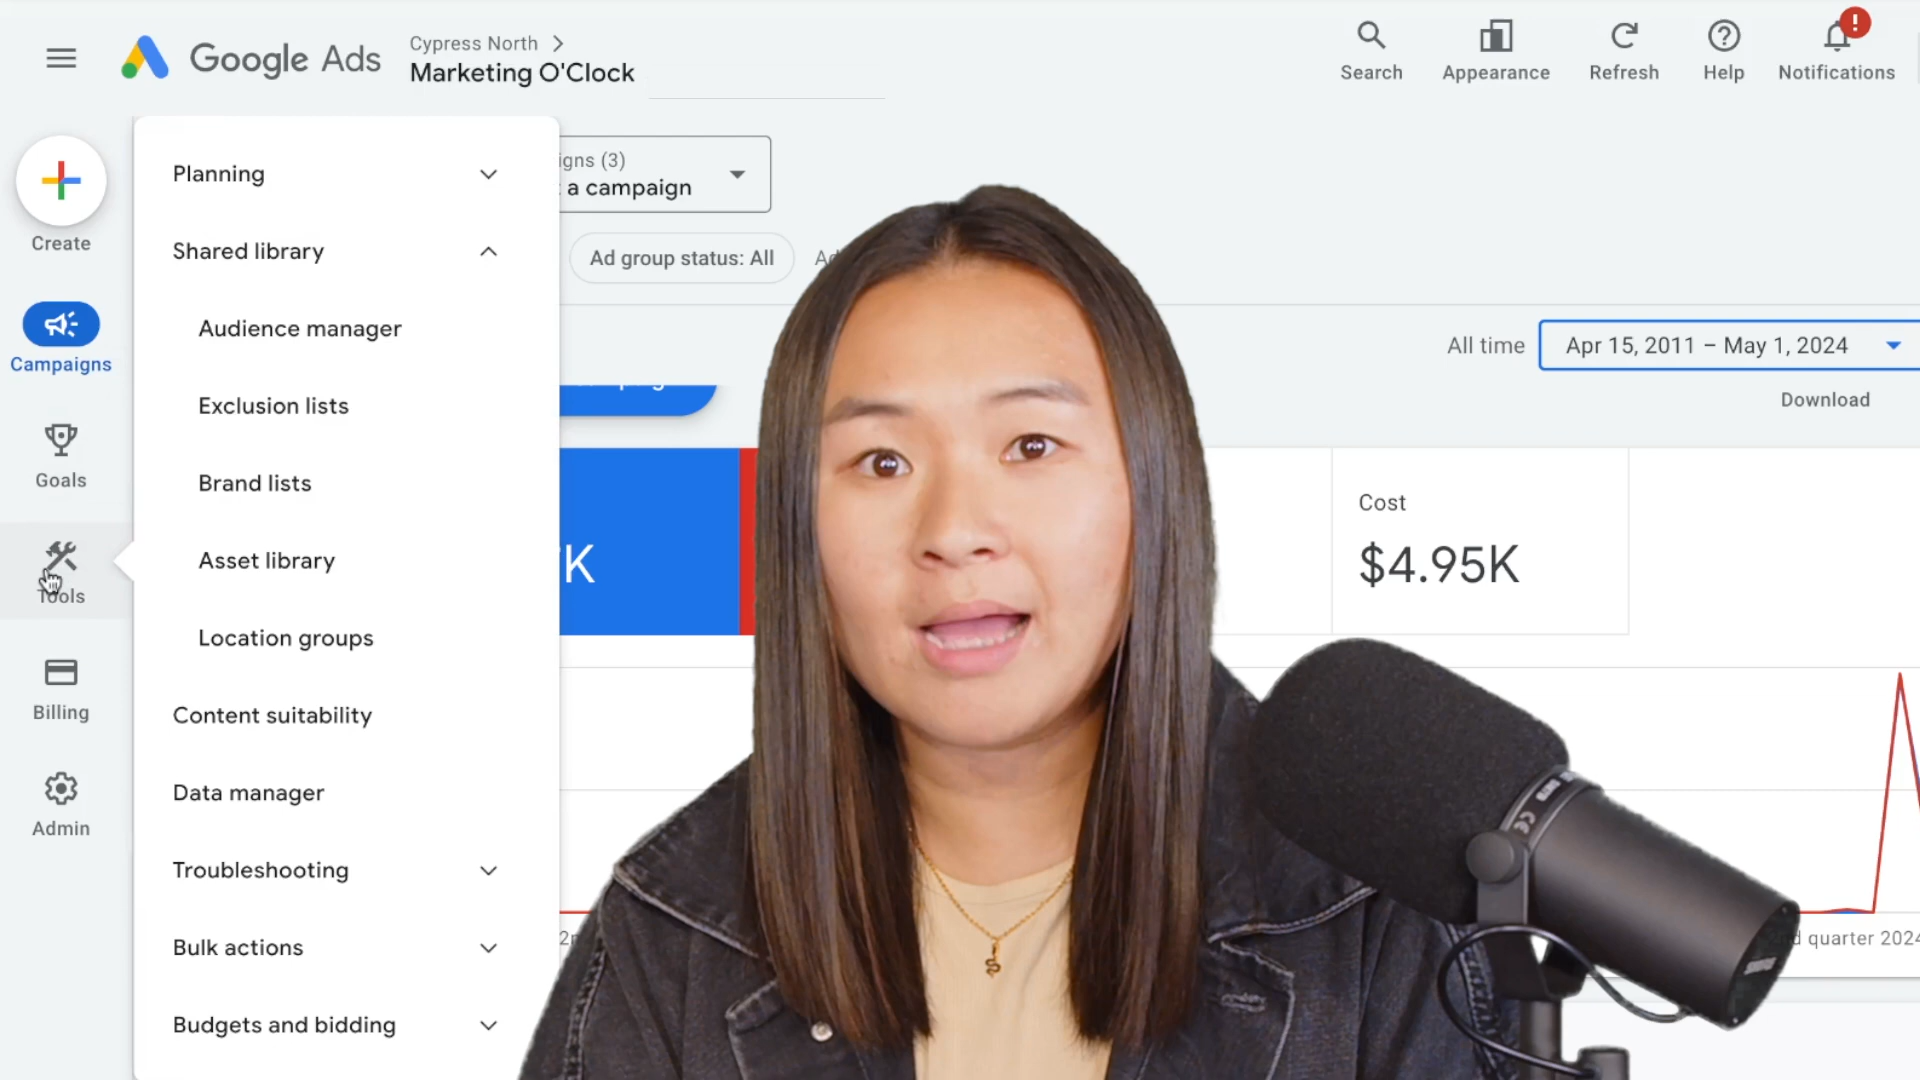 Google Ads
Cypress North
Marketing O'Clock
Search
Appearance
Refresh
Help
Notifications
Create
Campaigns
Goals
Tools
Billing
Admin
Planning
Shared library
Audience manager
Exclusion lists
Brand lists
Asset library
Location groups
Content suitability
Data manager
Troubleshooting
Bulk actions
Budgets and bidding
igns (3)
a campaign
Ad group status: All
All time
Apr 15, 2011 – May 1, 2024
Download
K
Cost
$4.95K
quarter 2024